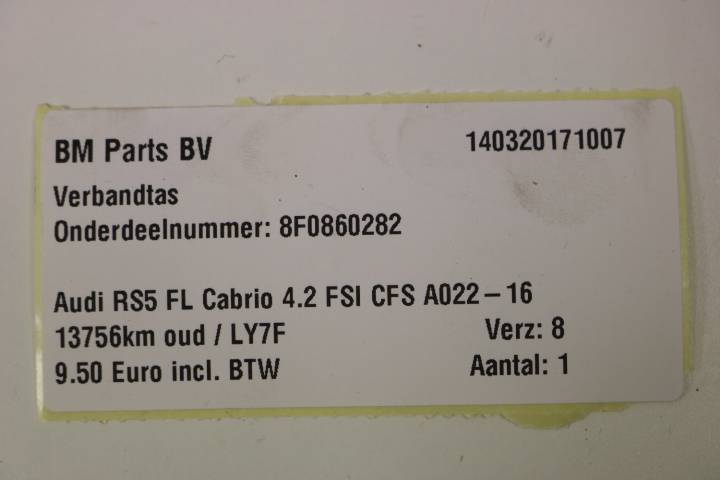 BM Parts BV 140320171007
Verbandtas
Onderdeelnummer: 8F0860282
Audi RS5 FL Cabrio 4.2 FSI CFS A022-16
13756km oud / LY7F Verz: 8
9.50 Euro incl. BTW Aantal: 1